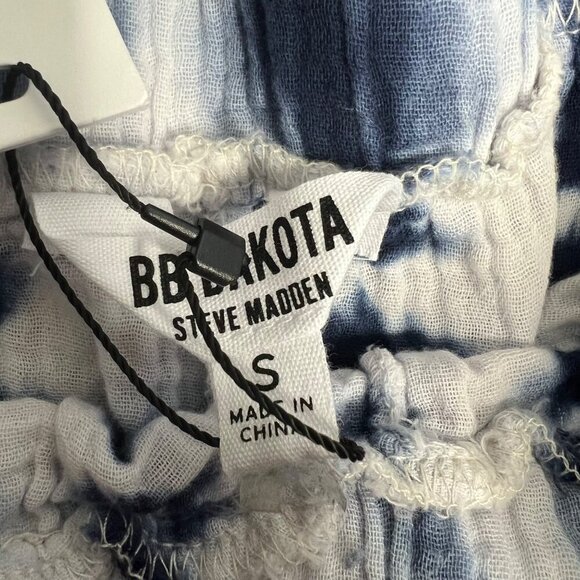 BB DAKOTA
STEVE MADDEN
S
MADE IN
CHINA